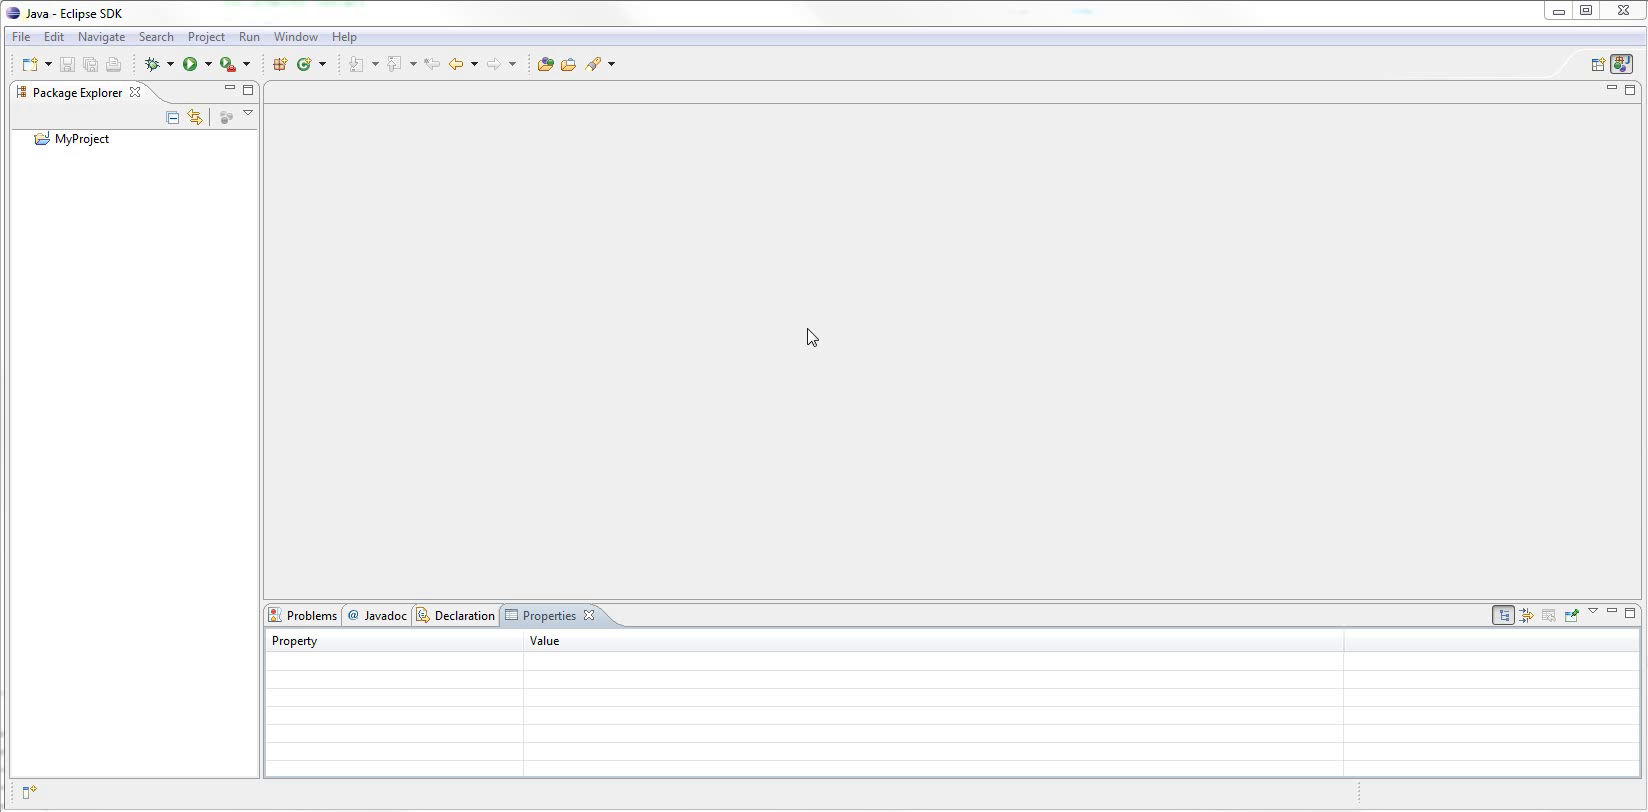 Java - Eclipse SDK
File Edit Navigate Search Project Run Window Help
Package Explorer
MyProject
Problems @ Javadoc Declaration Properties
Property Value